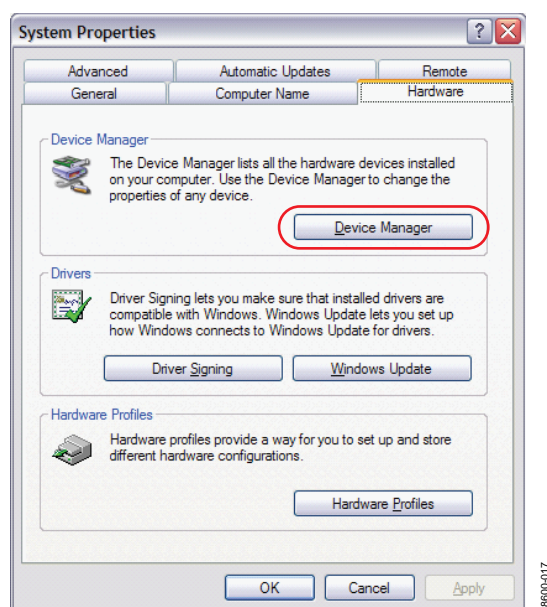 System Properties
?
Advanced
Automatic Updates
Remote
General
Computer Name
Hardware
Device Manager
The Device Manager lists all the hardware devices installed
on your computer. Use the Device Manager to change the
properties of any device.
Device Manager
Drivers
Driver Signing lets you make sure that installed drivers are
compatible with Windows. Windows Update lets you set up
how Windows connects to Windows Update for drivers.
Driver Signing
Windows Update
Hardware Profiles
Hardware profiles provide a way for you to set up and store
different hardware configurations.
Hardware Profiles
OK
Cancel
Apply